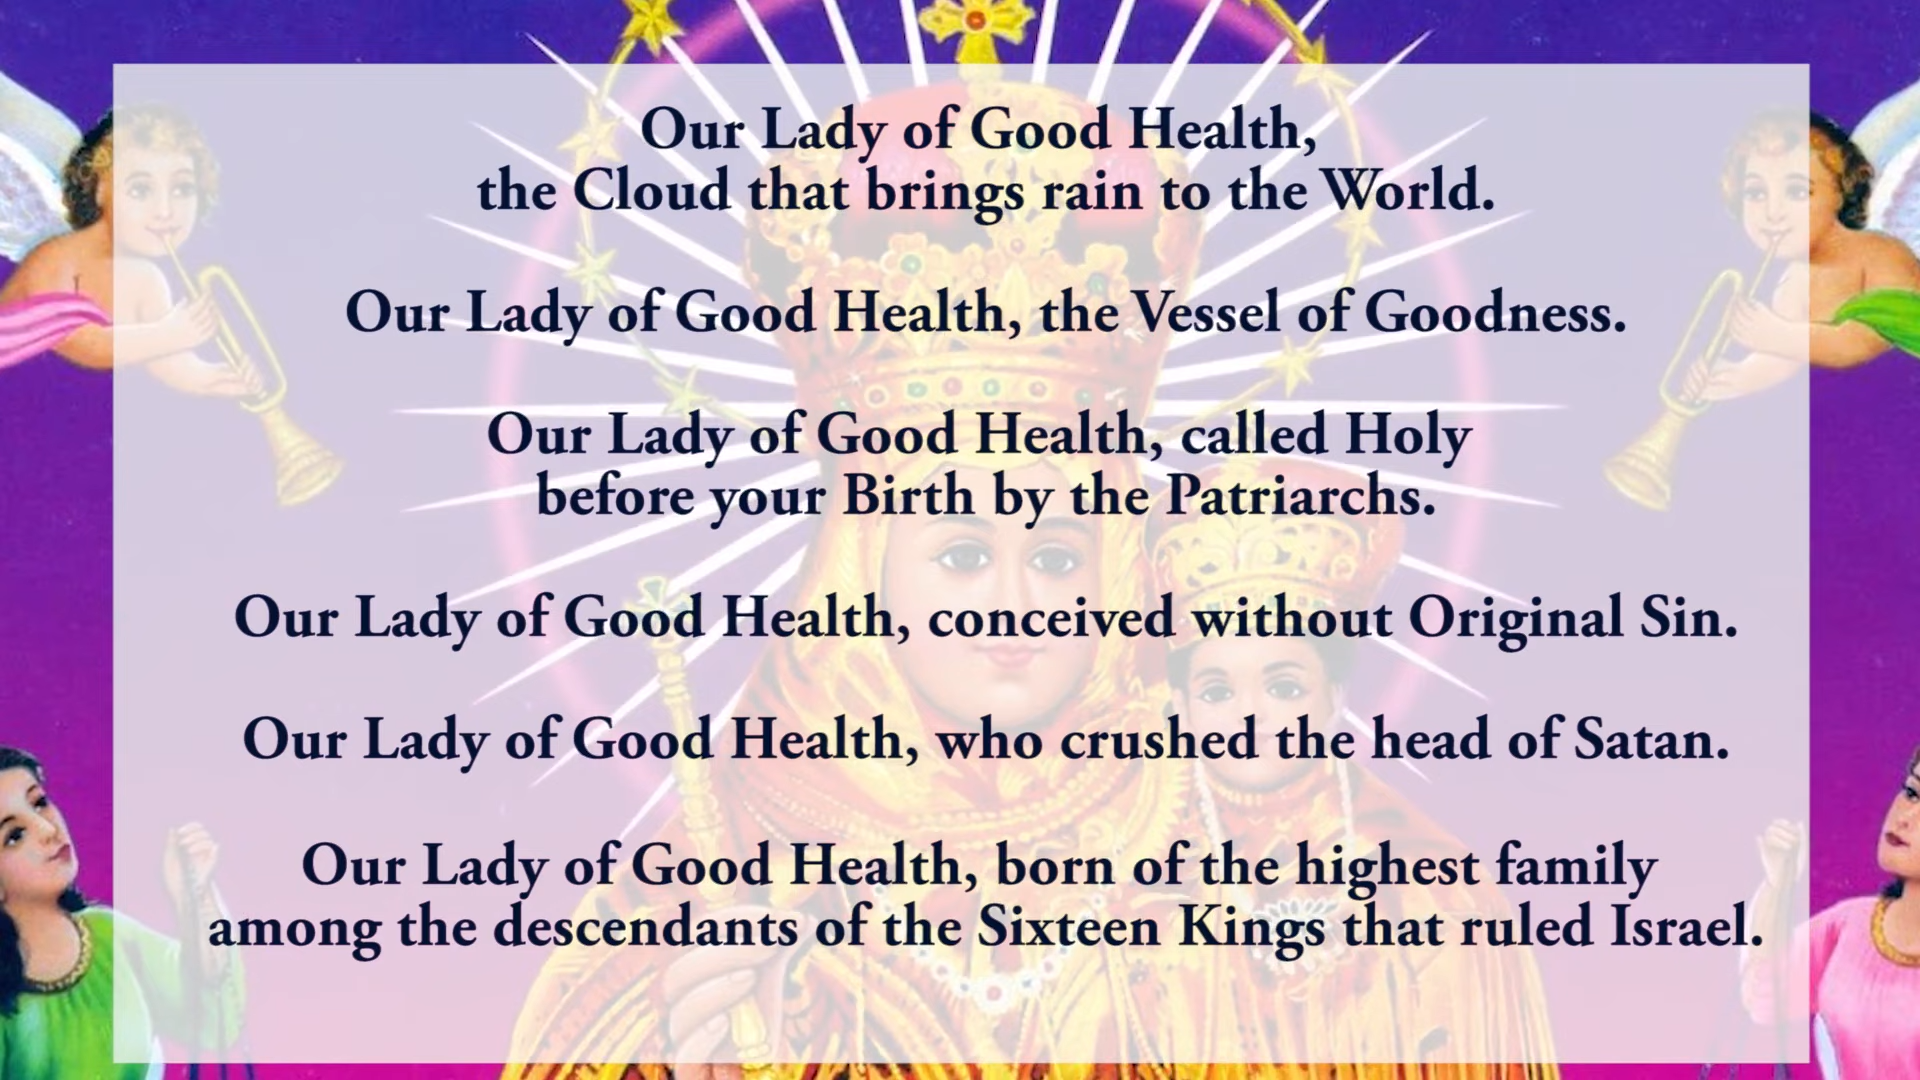 Our Lady of Good Health,
the Cloud that brings rain to the World.
Our Lady of Good Health, the Vessel of Goodness.
Our Lady of Good Health, called Holy
before your Birth by the Patriarchs.
Our Lady of Good Health, conceived without Original Sin.
Our Lady of Good Health, who crushed the head of Satan.
Our Lady of Good Health, born of the highest family
among the descendants of the Sixteen Kings that ruled Israel.